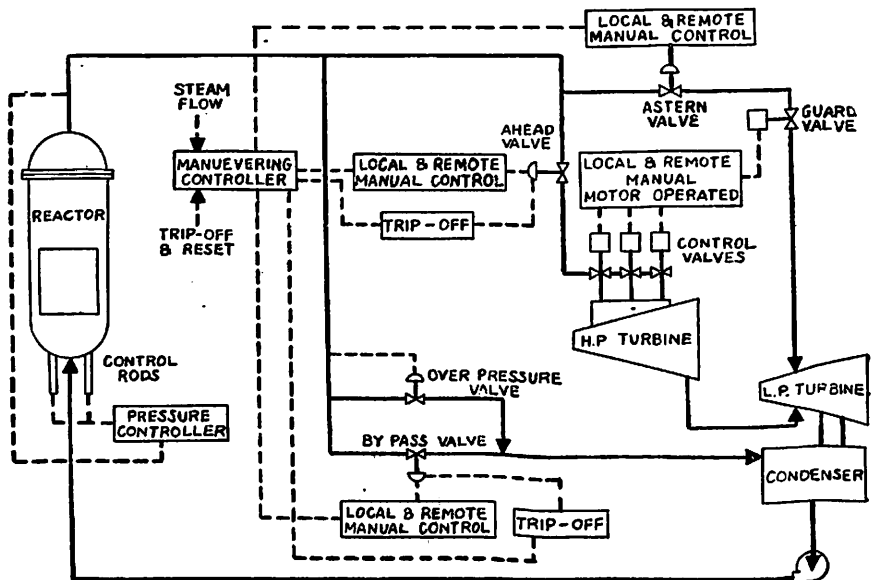 LOCAL & REMOTE
MANUAL CONTROL
STEAM
FLOW
ASTERN
VALVE
GUARD
VALVE
AHEAD
VALVE
MANUEVERING
CONTROLLER
LOCAL & REMOTE
MANUAL CONTROL
LOCAL & REMOTE
MANUAL
MOTOR OPERATED
REACTOR
TRIP-OFF
& RESET
TRIP-OFF
CONTROL
VALVES
H.P TURBINE
CONTROL
RODS
OVER PRESSURE
VALVE
L.P. TURBINE
PRESSURE
CONTROLLER
BY PASS VALVE
CONDENSER
LOCAL & REMOTE
MANUAL CONTROL
TRIP-OFF